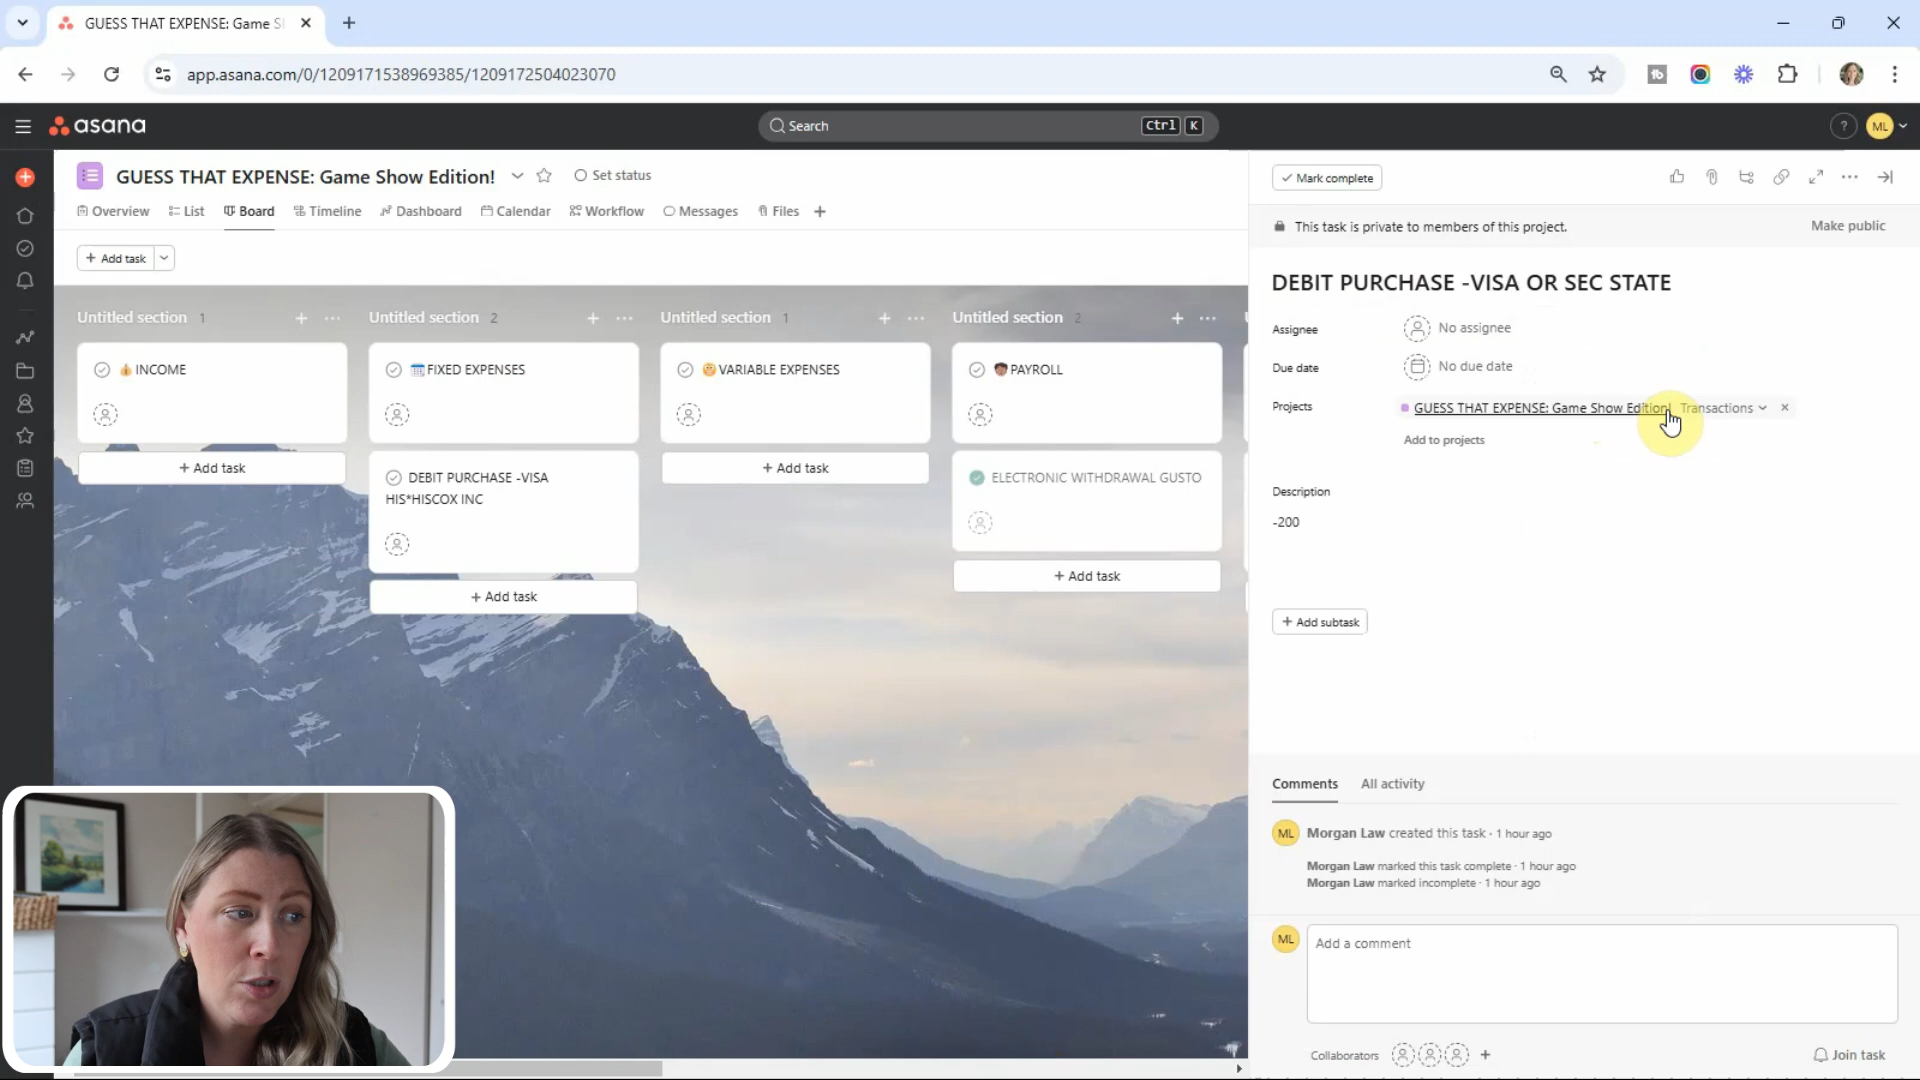 GUESS THAT EXPENSE: Game S
app.asana.com/0/1209171538969385/1209172504023070
asana
Search
Ctrl K
?
ML
GUESS THAT EXPENSE: Game Show Edition!
Set status
Overview
List
Board
Timeline
Dashboard
Calendar
Workflow
Messages
Files
+ Add task
Untitled section 1
INCOME
+ Add task
Untitled section 2
FIXED EXPENSES
DEBIT PURCHASE -VISA
HIS*HISCOX INC
+ Add task
Untitled section 1
VARIABLE EXPENSES
+ Add task
Untitled section 2
PAYROLL
ELECTRONIC WITHDRAWAL GUSTO
+ Add task
Mark complete
This task is private to members of this project.
Make public
DEBIT PURCHASE -VISA OR SEC STATE
Assignee
No assignee
Due date
No due date
Projects
GUESS THAT EXPENSE: Game Show Edition! Transactions
Add to projects
Description
-200
+ Add subtask
Comments
All activity
ML
Morgan Law created this task · 1 hour ago
Morgan Law marked this task complete · 1 hour ago
Morgan Law marked incomplete · 1 hour ago
ML
Add a comment
Collaborators
Join task